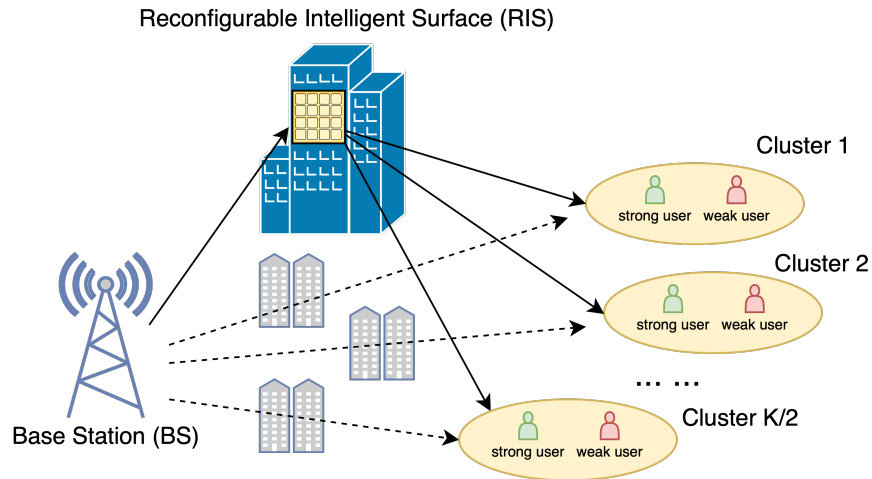 Reconfigurable Intelligent Surface (RIS)
Cluster 1
strong user weak user
Cluster 2
strong user weak user
... ...
Cluster K/2
strong user weak user
Base Station (BS)